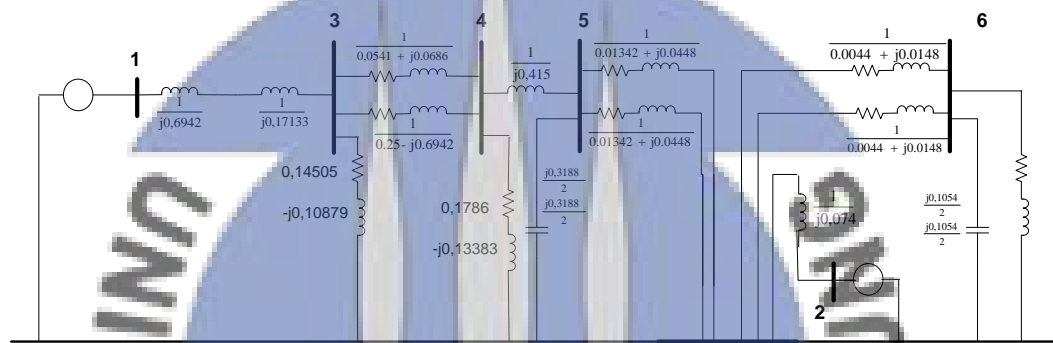 1
3
4
5
6
1
j0,6942
1
j0,17133
1
0,0541 + j0.0686
1
0.25- j0.6942
1
j0,415
1
0.01342 + j0.0448
1
0.01342 + j0.0448
1
0.0044 + j0.0148
1
0.0044 + j0.0148
0,14505
-j0,10879
0,1786
-j0,13383
j0,3188
2
j0,3188
2
1
j0,074
j0,1054
2
j0,1054
2
2
UNI